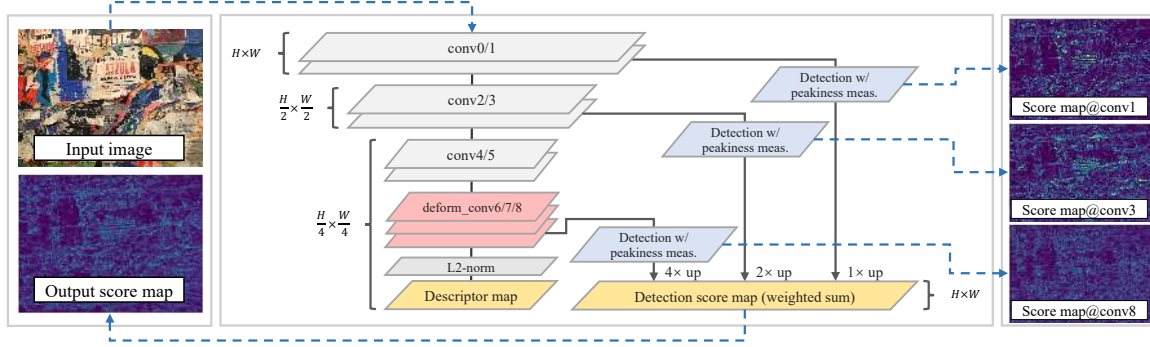 Input image
Output score map
H×W
conv0/1
H/2 × W/2
conv2/3
H/4 × W/4
conv4/5
deform_conv6/7/8
L2-norm
Descriptor map
Detection w/
peakiness meas.
Detection w/
peakiness meas.
Detection w/
peakiness meas.
4× up
2× up
1× up
Detection score map (weighted sum)
H×W
Score map@conv1
Score map@conv3
Score map@conv8